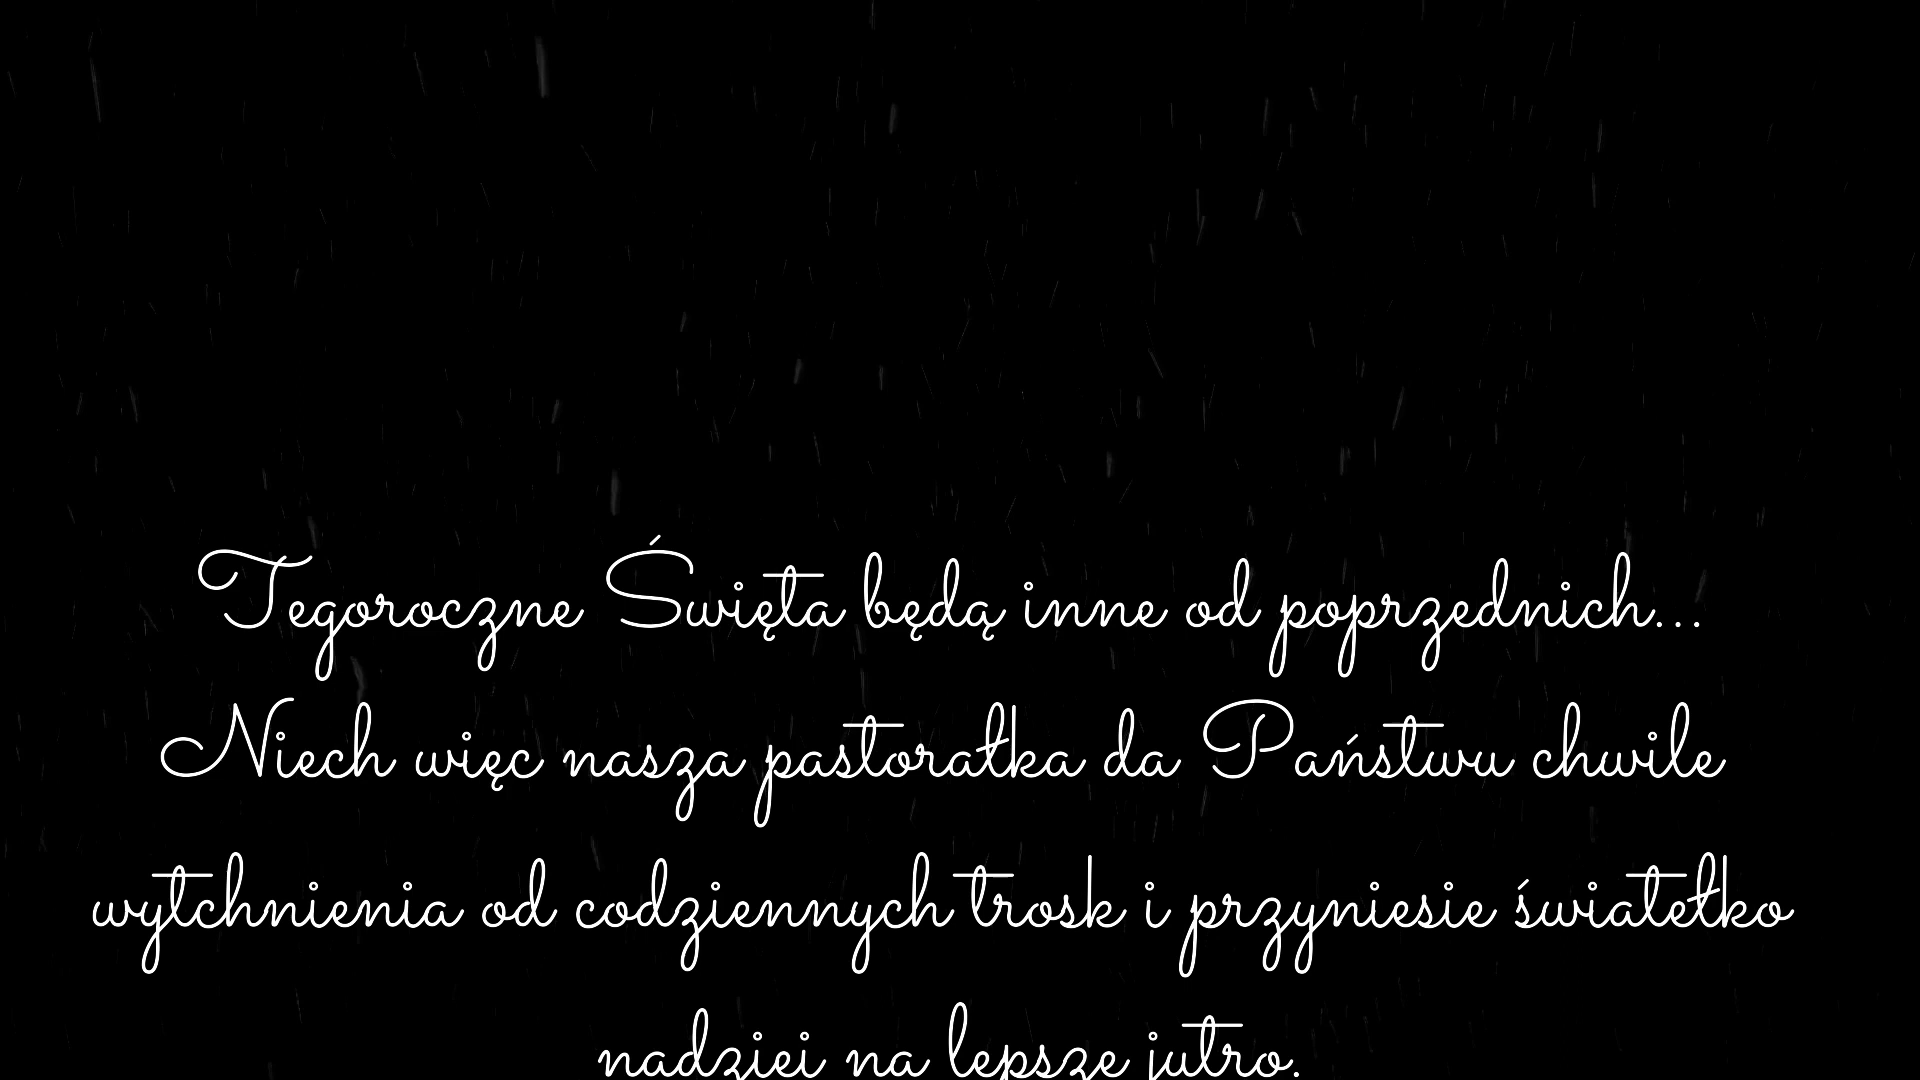 Tegoroczne Święta będą inne od poprzednich...
Niech więc nasza pastorałka da Państwu chwile
wytchnienia od codziennych trosk i przyniesie światełko
nadziei na lepsze jutro.